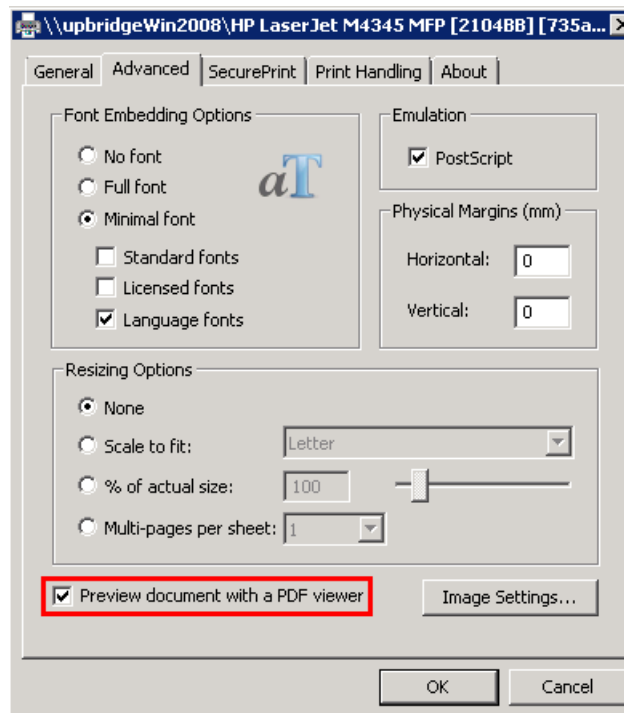 \\upbridgeWin2008\HP LaserJet M4345 MFP [2104BB] [735a...
General Advanced SecurePrint Print Handling About
Font Embedding Options
No font
Full font
Minimal font
Standard fonts
Licensed fonts
Language fonts
aT
Emulation
PostScript
Physical Margins (mm)
Horizontal: 0
Vertical: 0
Resizing Options
None
Scale to fit: Letter
% of actual size: 100
Multi-pages per sheet: 1
Preview document with a PDF viewer
Image Settings...
OK Cancel